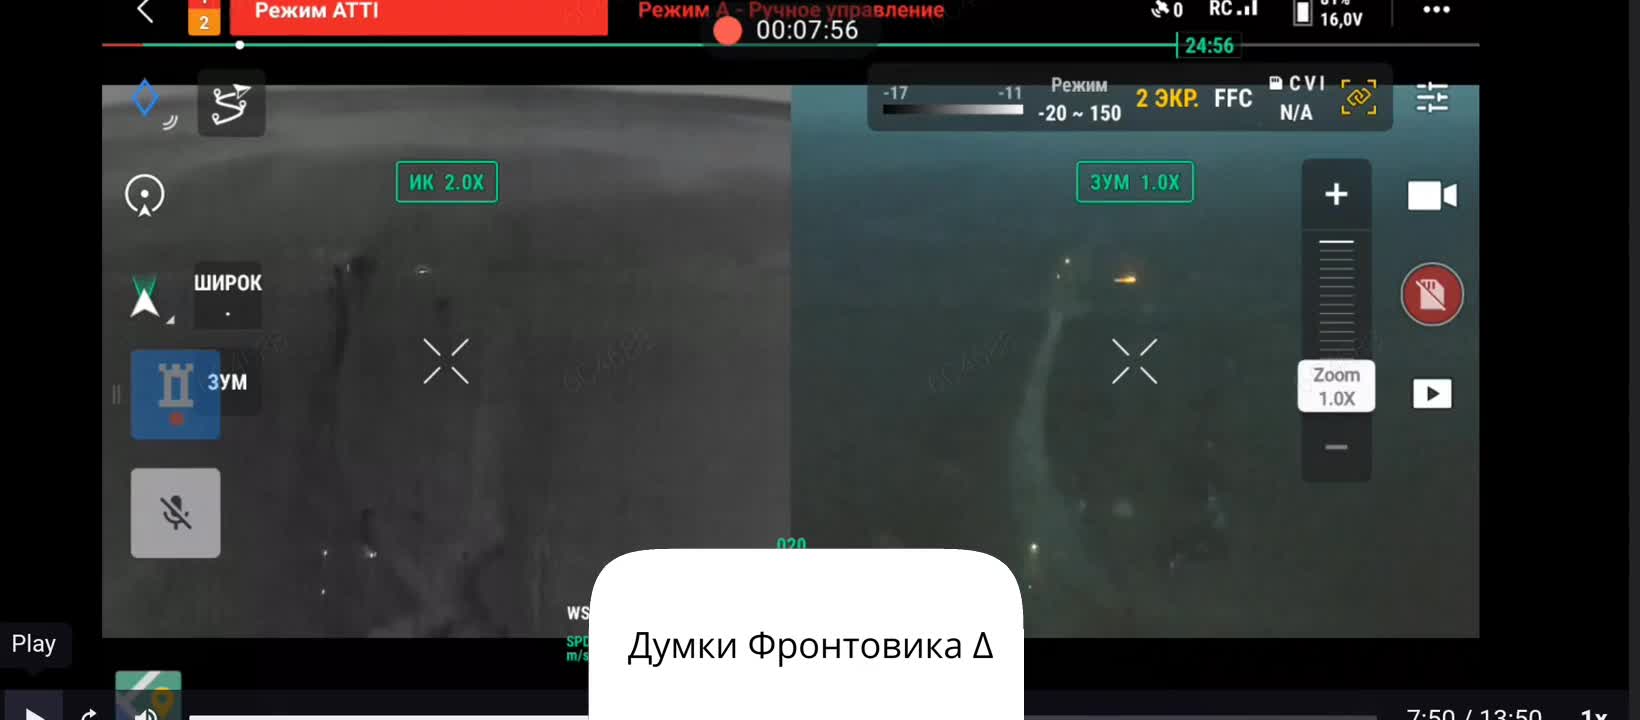 Режим ATTI
Режим A - Ручное управление
0
RC
16,0V
2
00:07:56
24:56
-17
-11
Режим
-20 ~ 150
2 ЭКР.
FFC
CVI
N/A
ИК 2.0X
ЗУМ 1.0X
ШИРОК
ЗУМ
Zoom
1.0X
020
WS
SPD
m/s
Play
Думки Фронтовика Δ
7:50 / 13:50
1x